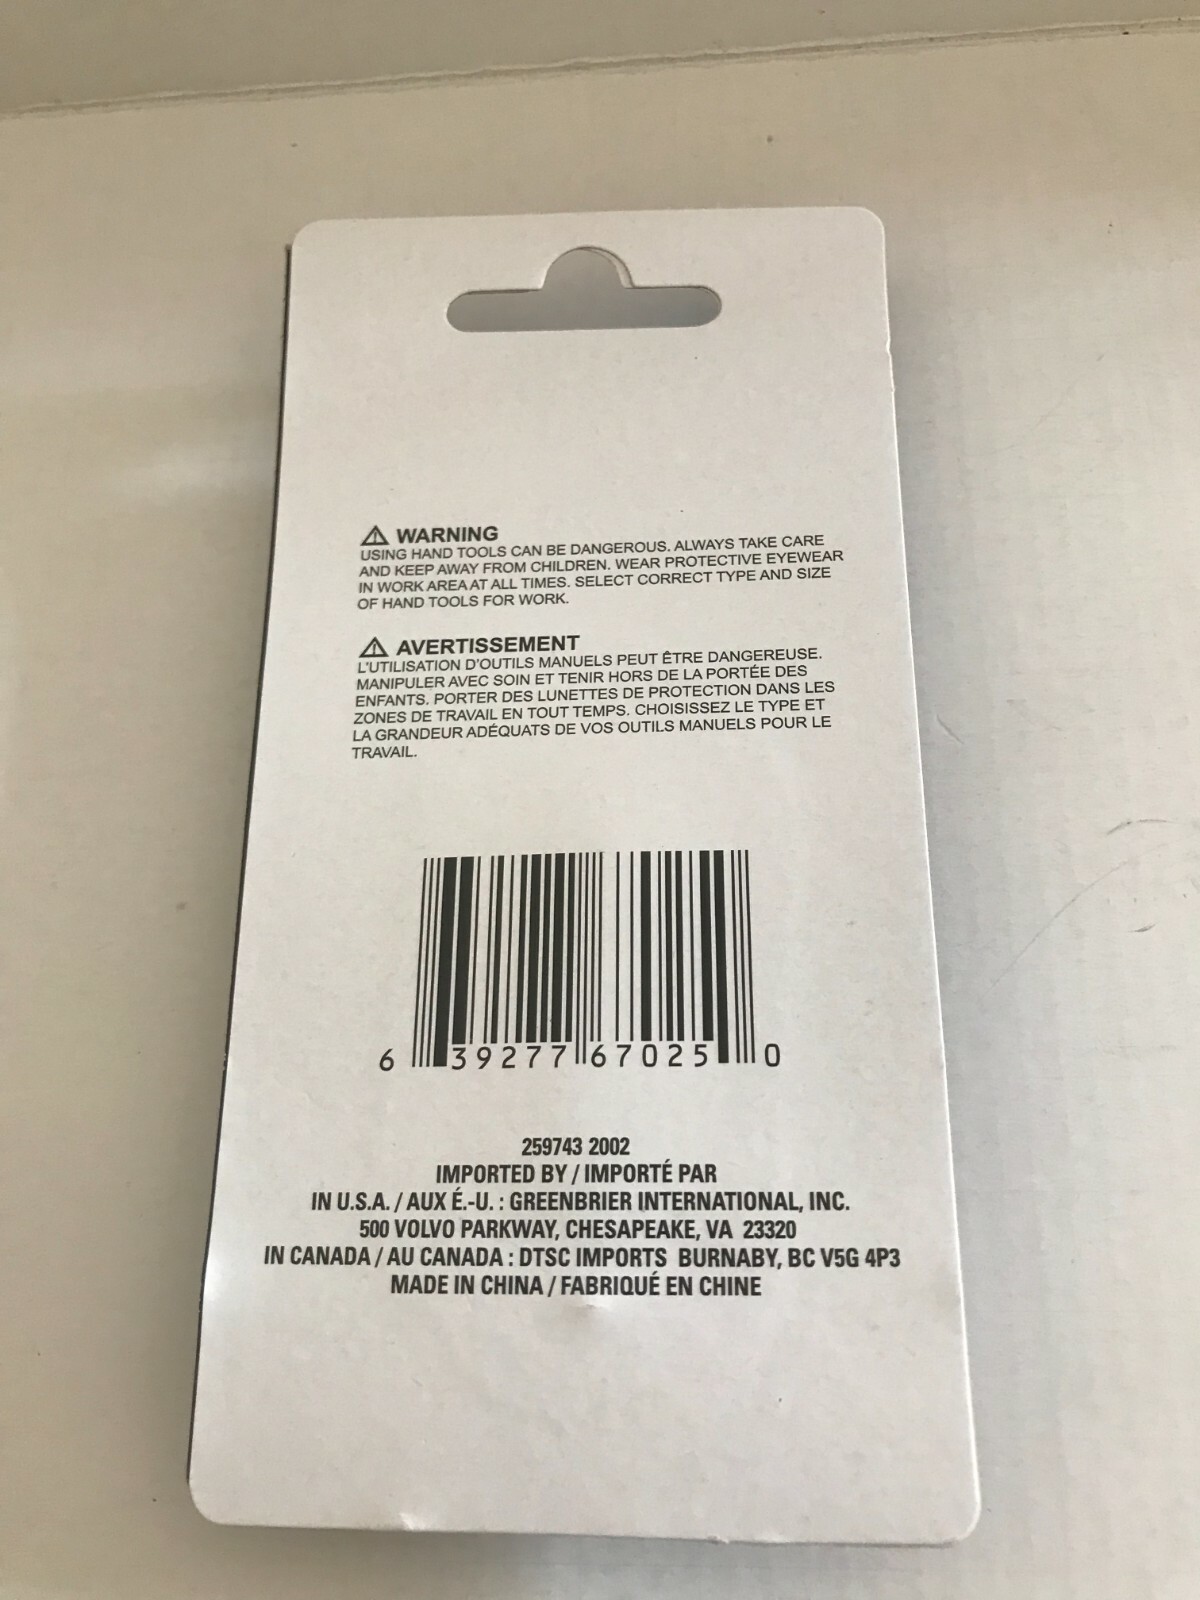 ⚠ WARNING
USING HAND TOOLS CAN BE DANGEROUS. ALWAYS TAKE CARE
AND KEEP AWAY FROM CHILDREN. WEAR PROTECTIVE EYEWEAR
IN WORK AREA AT ALL TIMES. SELECT CORRECT TYPE AND SIZE
OF HAND TOOLS FOR WORK.
⚠ AVERTISSEMENT
L'UTILISATION D'OUTILS MANUELS PEUT ÊTRE DANGEREUSE.
MANIPULER AVEC SOIN ET TENIR HORS DE LA PORTÉE DES
ENFANTS. PORTER DES LUNETTES DE PROTECTION DANS LES
ZONES DE TRAVAIL EN TOUT TEMPS. CHOISISSEZ LE TYPE ET
LA GRANDEUR ADÉQUATS DE VOS OUTILS MANUELS POUR LE
TRAVAIL.
6 39277 67025 0
259743 2002
IMPORTED BY / IMPORTÉ PAR
IN U.S.A. / AUX É.-U. : GREENBRIER INTERNATIONAL, INC.
500 VOLVO PARKWAY, CHESAPEAKE, VA 23320
IN CANADA / AU CANADA : DTSC IMPORTS BURNABY, BC V5G 4P3
MADE IN CHINA / FABRIQUÉ EN CHINE